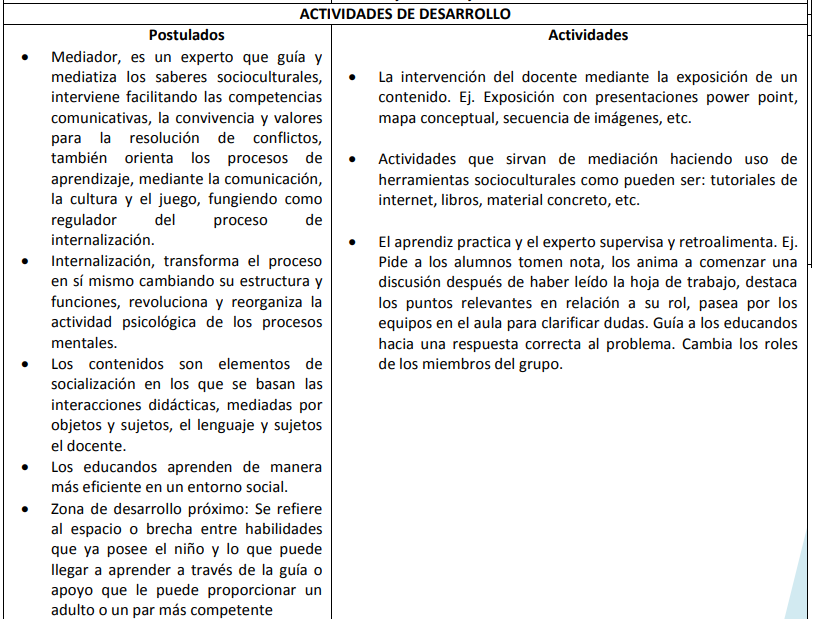 ACTIVIDADES DE DESARROLLO
Postulados
• Mediador, es un experto que guía y
mediatiza los saberes socioculturales,
interviene facilitando las competencias
comunicativas, la convivencia y valores
para la resolución de conflictos,
también orienta los procesos de
aprendizaje, mediante la comunicación,
la cultura y el juego, fungiendo como
regulador del proceso de
internalización.
• Internalización, transforma el proceso
en sí mismo cambiando su estructura y
funciones, revoluciona y reorganiza la
actividad psicológica de los procesos
mentales.
• Los contenidos son elementos de
socialización en los que se basan las
interacciones didácticas, mediadas por
objetos y sujetos, el lenguaje y sujetos
el docente.
• Los educandos aprenden de manera
más eficiente en un entorno social.
• Zona de desarrollo próximo: Se refiere
al espacio o brecha entre habilidades
que ya posee el niño y lo que puede
llegar a aprender a través de la guía o
apoyo que le puede proporcionar un
adulto o un par más competente
Actividades
• La intervención del docente mediante la exposición de un
contenido. Ej. Exposición con presentaciones power point,
mapa conceptual, secuencia de imágenes, etc.
• Actividades que sirvan de mediación haciendo uso de
herramientas socioculturales como pueden ser: tutoriales de
internet, libros, material concreto, etc.
• El aprendiz practica y el experto supervisa y retroalimenta. Ej.
Pide a los alumnos tomen nota, los anima a comenzar una
discusión después de haber leído la hoja de trabajo, destaca
los puntos relevantes en relación a su rol, pasea por los
equipos en el aula para clarificar dudas. Guía a los educandos
hacia una respuesta correcta al problema. Cambia los roles
de los miembros del grupo.